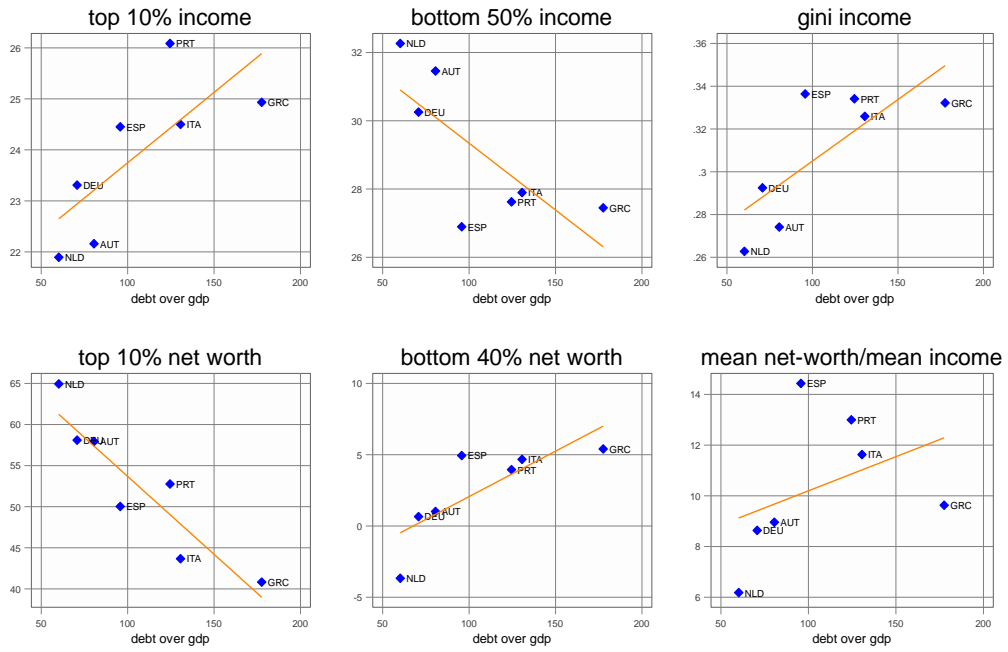 top 10% income
26
25
24
23
22
PRT
GRC
ESP
ITA
DEU
AUT
NLD
50 100 150 200
debt over gdp
bottom 50% income
32
30
28
26
NLD
AUT
DEU
ITA
PRT
GRC
ESP
50 100 150 200
debt over gdp
gini income
.36
.34
.32
.3
.28
.26
ESP
PRT
GRC
ITA
DEU
AUT
NLD
50 100 150 200
debt over gdp
top 10% net worth
65
60
55
50
45
40
NLD
DEU
AUT
PRT
ESP
ITA
GRC
50 100 150 200
debt over gdp
bottom 40% net worth
10
5
0
-5
GRC
ESP
ITA
PRT
AUT
DEU
NLD
50 100 150 200
debt over gdp
mean net-worth/mean income
14
12
10
8
6
ESP
PRT
ITA
GRC
AUT
DEU
NLD
50 100 150 200
debt over gdp